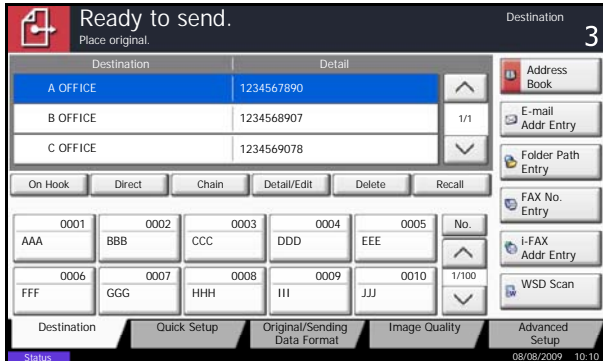 Ready to send.
Place original.
Destination
3
Destination Detail
A OFFICE 1234567890
B OFFICE 1234568907
C OFFICE 1234569078
1/1
Address
Book
E-mail
Addr Entry
Folder Path
Entry
FAX No.
Entry
i-FAX
Addr Entry
WSD Scan
On Hook Direct Chain Detail/Edit Delete Recall
0001 0002 0003 0004 0005 No.
AAA BBB CCC DDD EEE
0006 0007 0008 0009 0010 1/100
FFF GGG HHH III JJJ
Destination Quick Setup Original/Sending
Data Format Image Quality Advanced
Setup
Status 08/08/2009 10:10